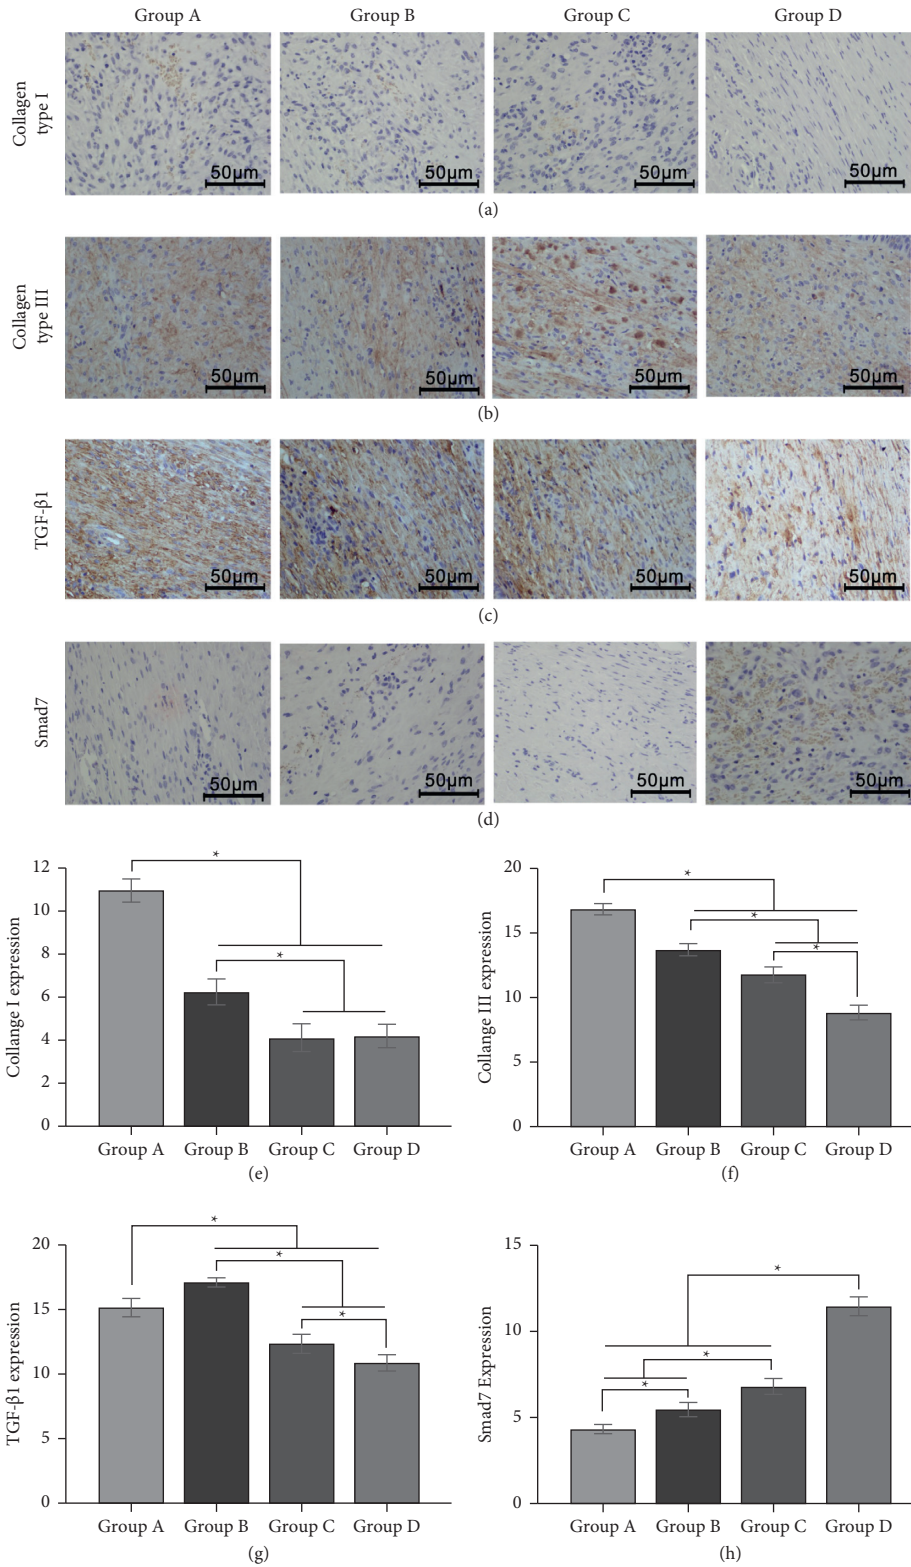 Group A Group B Group C Group D
Collagen
type I
50μm 50μm 50μm 50μm
(a)
Collagen
type III
50μm 50μm 50μm 50μm
(b)
TGF-β1
50μm 50μm 50μm 50μm
(c)
Smad7
50μm 50μm 50μm 50μm
(d)
Collange I expression
12
10
8
6
4
2
0
*
*
Group A Group B Group C Group D
(e)
Collange III expression
20
15
10
5
0
*
*
*
Group A Group B Group C Group D
(f)
TGF-β1 expression
20
15
10
5
0
*
*
*
Group A Group B Group C Group D
(g)
Smad7 Expression
15
10
5
0
*
*
*
Group A Group B Group C Group D
(h)